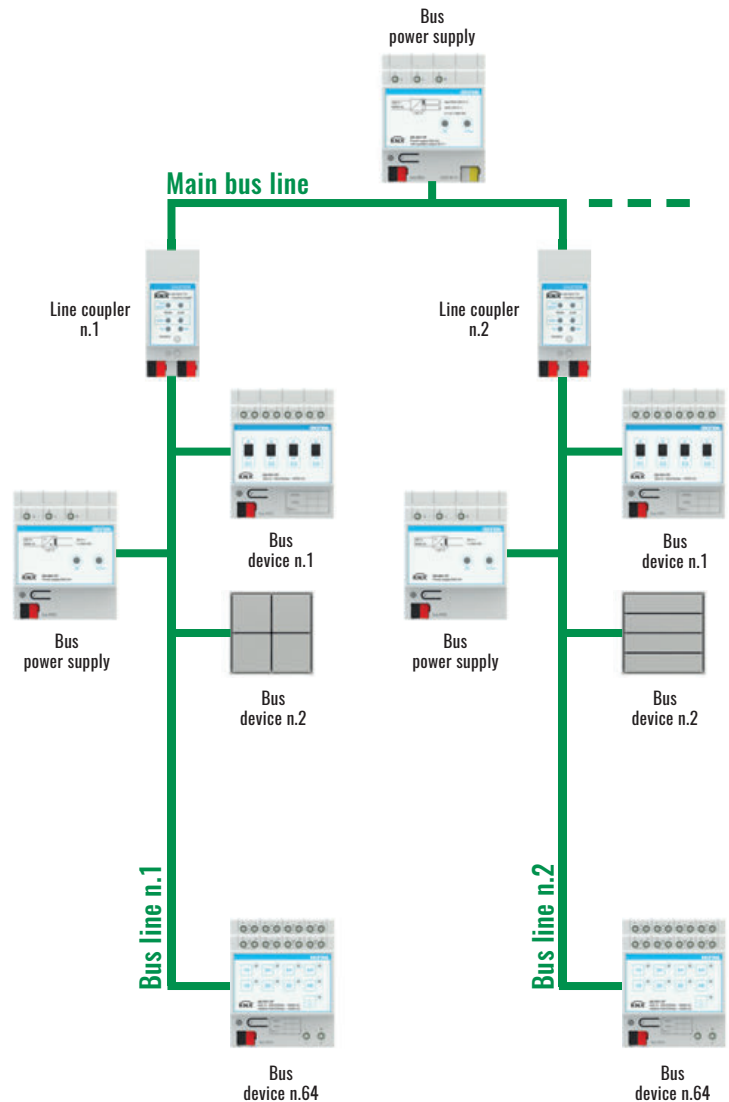 Bus
power supply
Main bus line
Line coupler
n.1
Line coupler
n.2
Bus
device n.1
Bus
device n.1
Bus
power supply
Bus
power supply
Bus
device n.2
Bus
device n.2
Bus line n.1
Bus line n.2
Bus
device n.64
Bus
device n.64